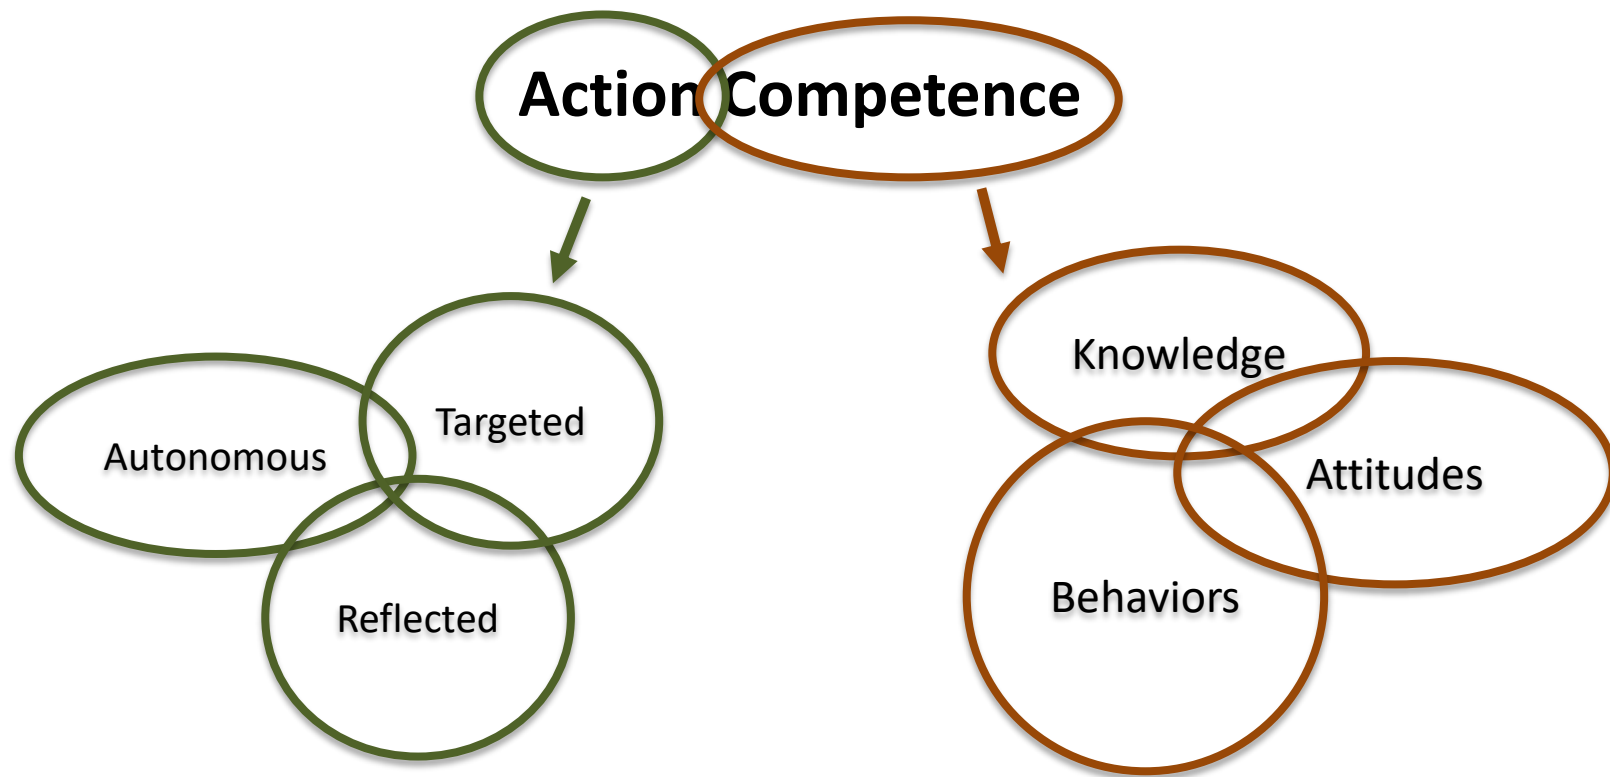 Action Competence
Knowledge
Targeted
Autonomous
Attitudes
Behaviors
Reflected